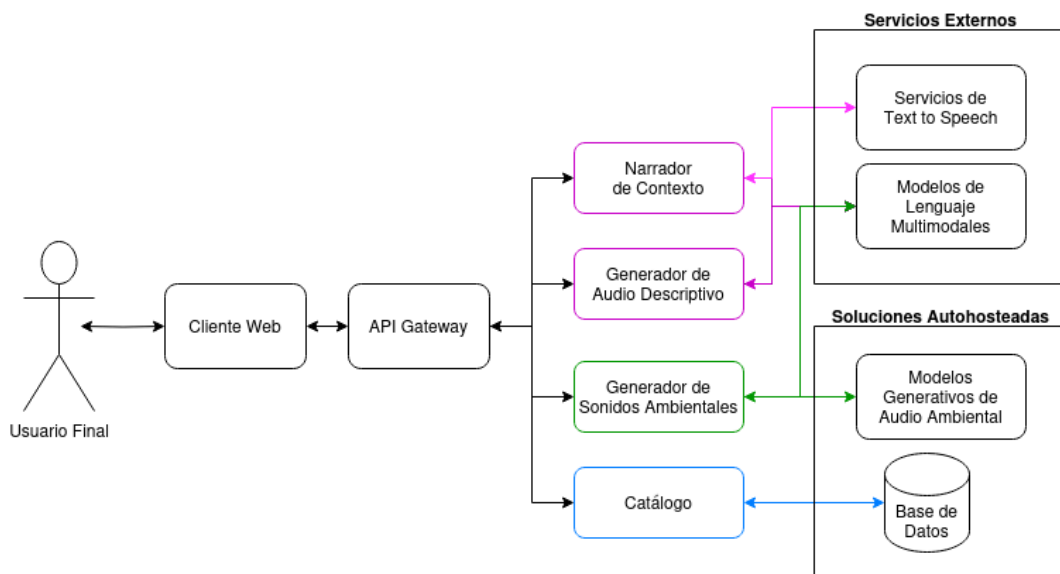 Servicios Externos
Servicios de
Text to Speech
Narrador
de Contexto
Modelos de
Lenguaje
Multimodales
Generador de
Audio Descriptivo
Cliente Web
API Gateway
Soluciones Autohosteadas
Generador de
Sonidos Ambientales
Modelos
Generativos de
Audio Ambiental
Usuario Final
Catálogo
Base de
Datos